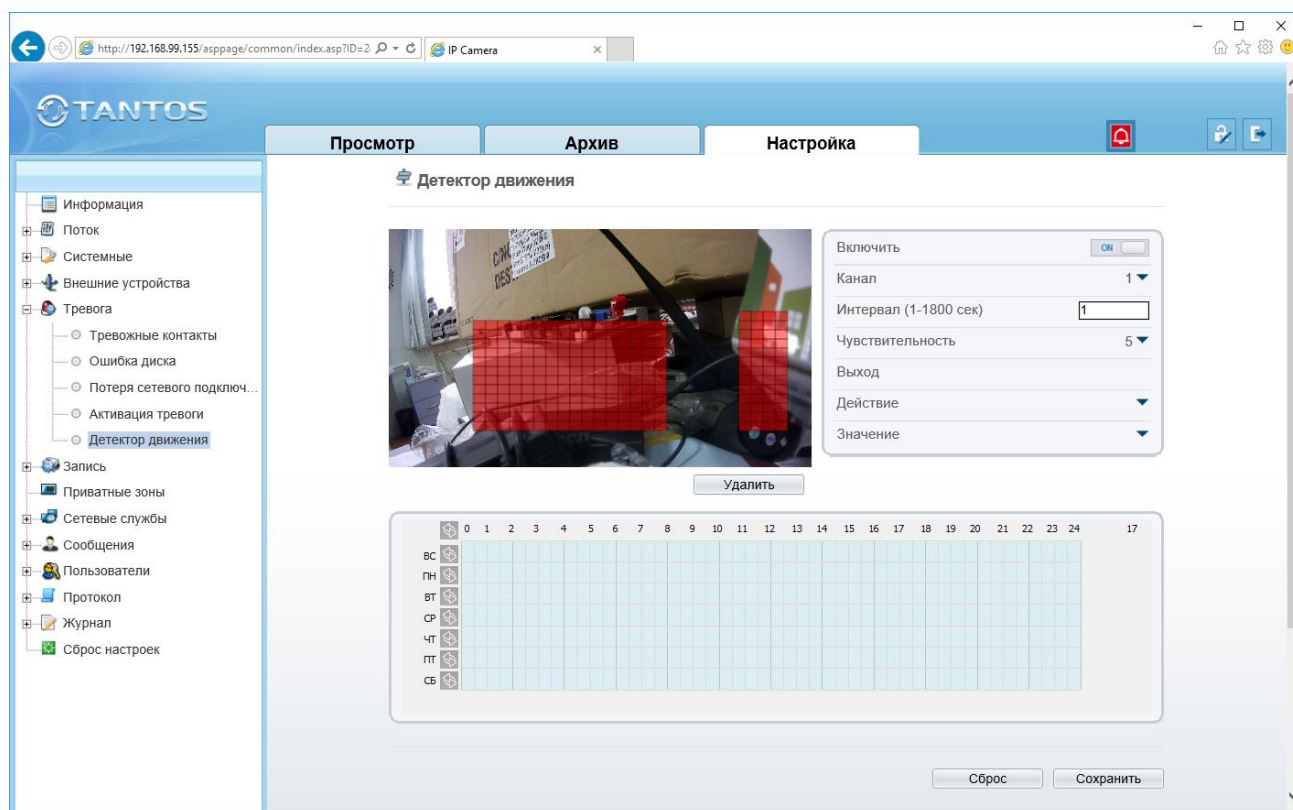 http://192.168.99.155/asppage/common/index.asp?ID=2
IP Camera
TANTOS
Просмотр
Архив
Настройка
Детектор движения
Информация
Поток
Системные
Внешние устройства
Тревога
Тревожные контакты
Ошибка диска
Потеря сетевого подключ...
Активация тревоги
Детектор движения
Запись
Приватные зоны
Сетевые службы
Сообщения
Пользователи
Протокол
Журнал
Сброс настроек
Включить ON
Канал 1
Интервал (1-1800 сек) 1
Чувствительность 5
Выход
Действие
Значение
Удалить
0 1 2 3 4 5 6 7 8 9 10 11 12 13 14 15 16 17 18 19 20 21 22 23 24 17
ВС
ПН
ВТ
СР
ЧТ
ПТ
СБ
Сброс
Сохранить